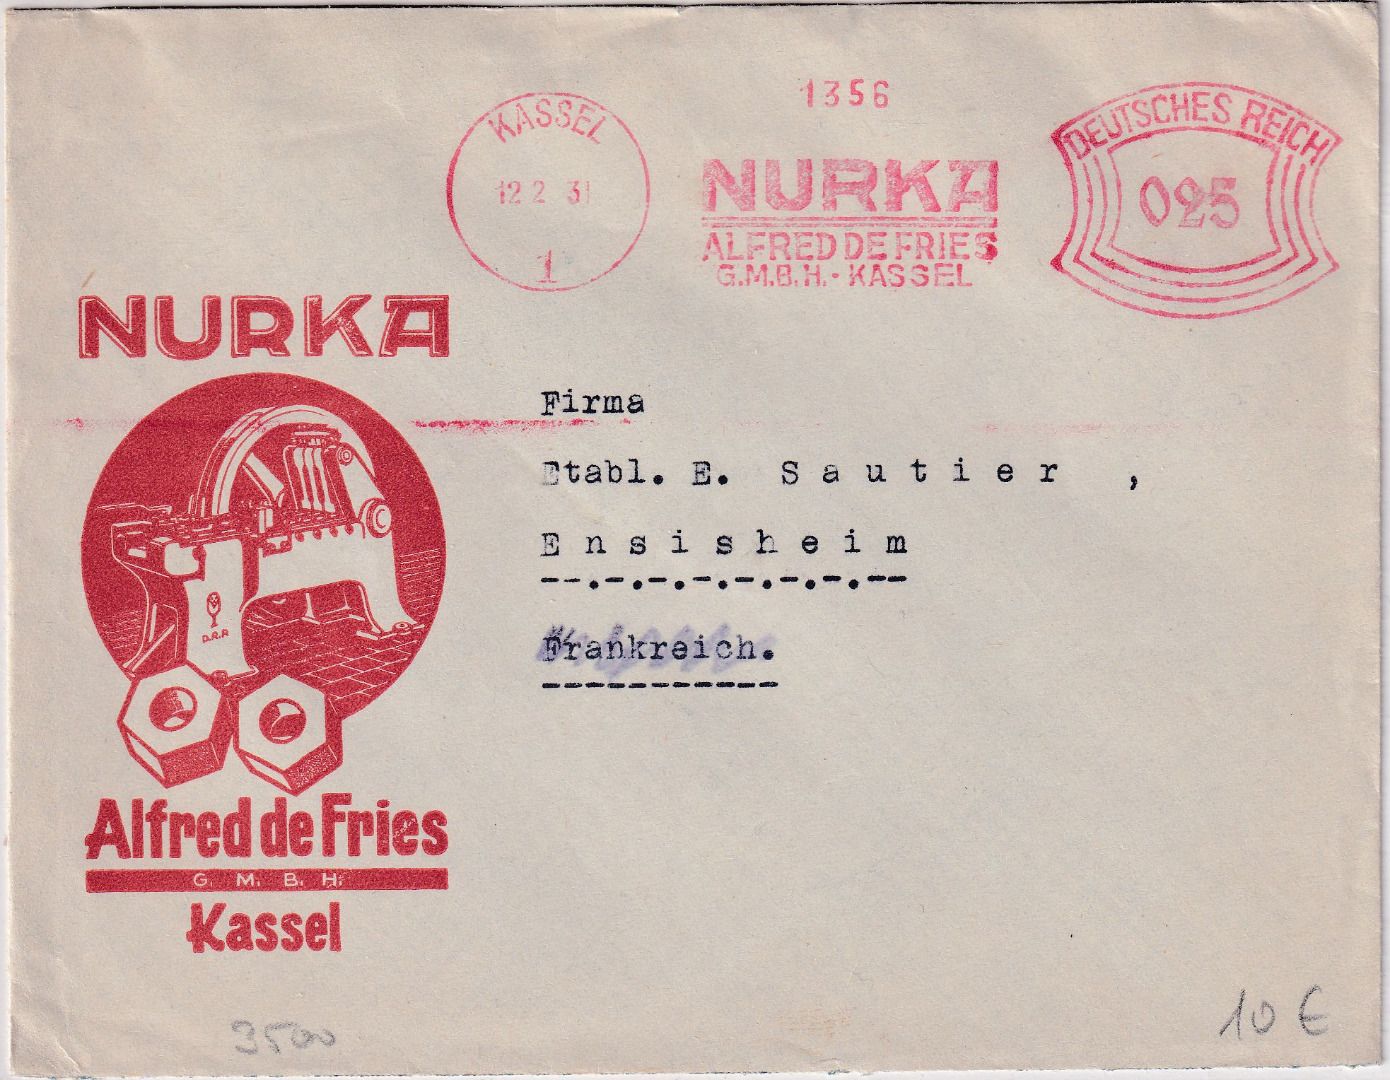 KASSEL
12.2 31
1
1356
NURKA
ALFRED DE FRIES
G.M.B.H. - KASSEL
DEUTSCHES REICH
025
NURKA
D.R.P.
Alfred de Fries
G. M. B. H.
Kassel
Firma
Etabl. E. Sautier ,
Ensisheim
--.-.-.-.-.-.-.--
Frankreich.
-----------
3500
10 €